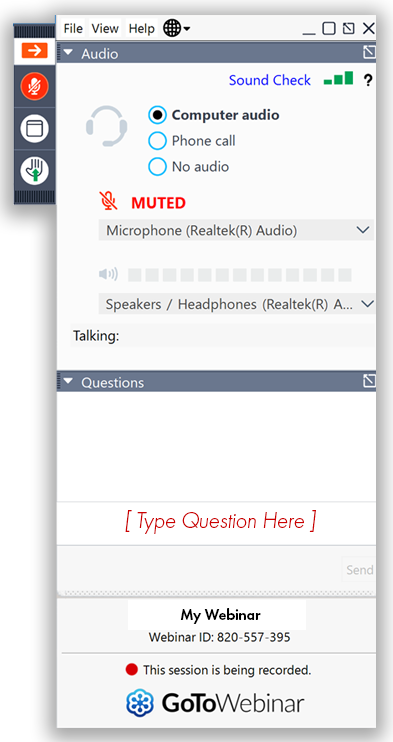 File View Help
Audio
Sound Check ?
Computer audio
Phone call
No audio
MUTED
Microphone (Realtek(R) Audio)
Speakers / Headphones (Realtek(R) A...
Talking:
Questions
[ Type Question Here ]
Send
My Webinar
Webinar ID: 820-557-395
This session is being recorded.
GoToWebinar